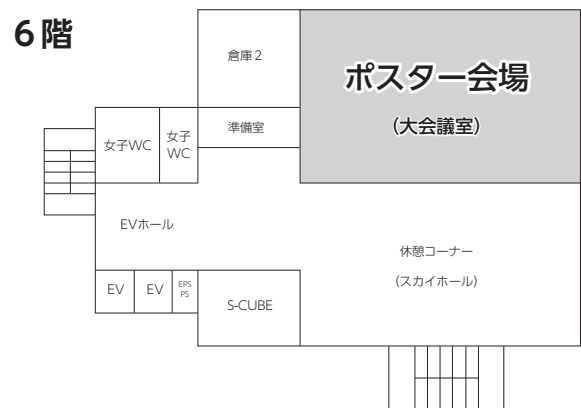 6階
倉庫2
ポスター会場
(大会議室)
準備室
女子WC
女子
WC
EVホール
休憩コーナー
(スカイホール)
EV
EV
EPS
PS
S-CUBE